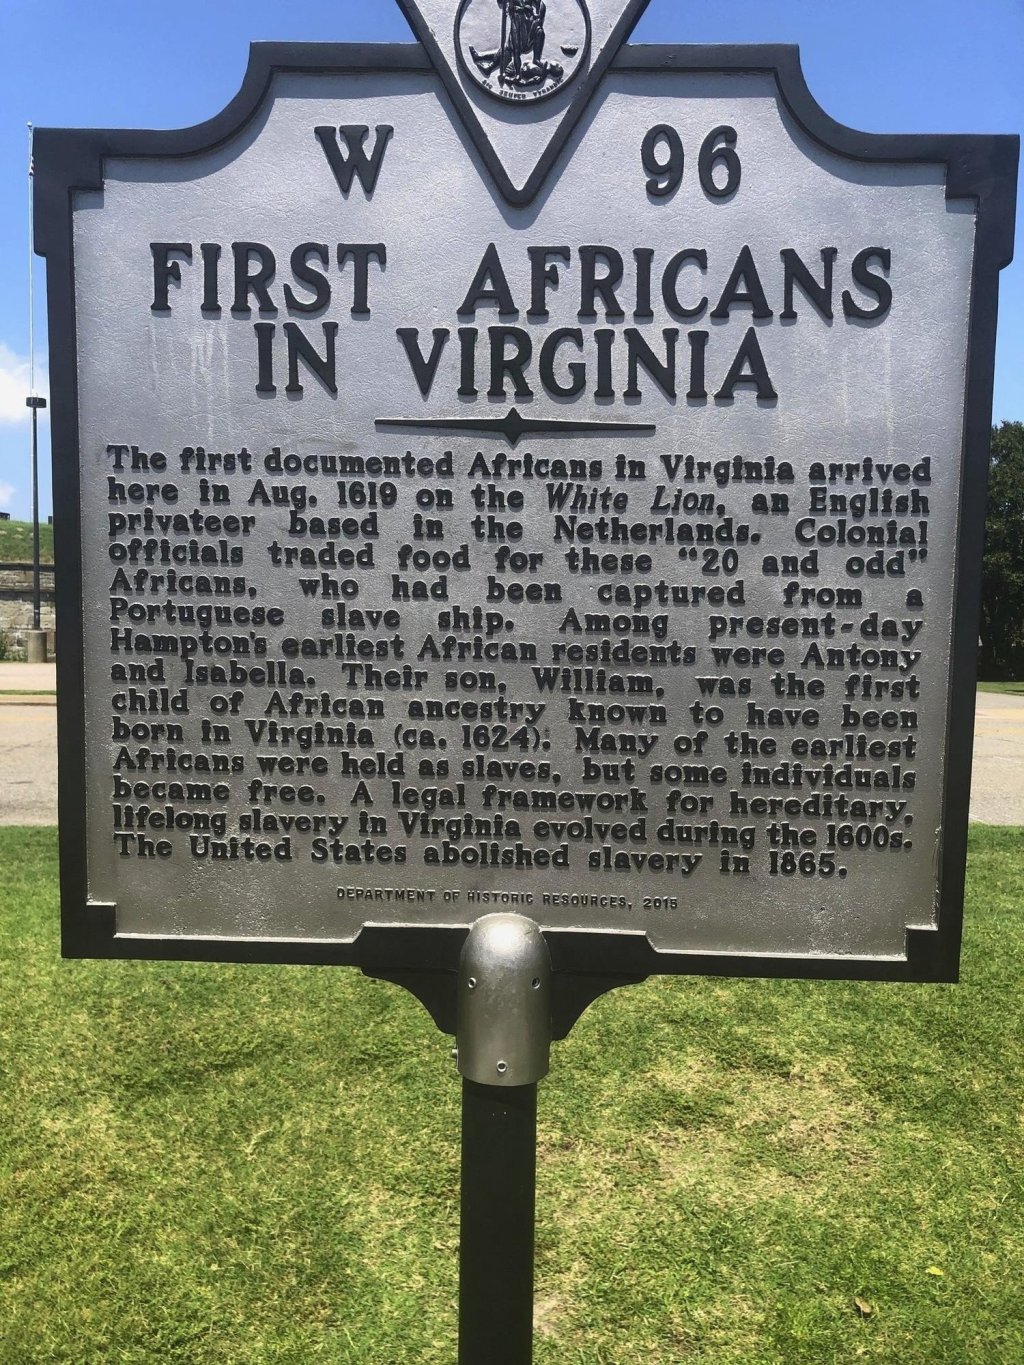 SEMPER TYRANNIS
W 96
FIRST AFRICANS
IN VIRGINIA
The first documented Africans in Virginia arrived
here in Aug. 1619 on the White Lion, an English
privateer based in the Netherlands. Colonial
officials traded food for these “20 and odd”
Africans, who had been captured from a
Portuguese slave ship. Among present-day
Hampton's earliest African residents were Antony
and Isabella. Their son, William, was the first
child of African ancestry known to have been
born in Virginia (ca. 1624). Many of the earliest
Africans were held as slaves, but some individuals
became free. A legal framework for hereditary,
lifelong slavery in Virginia evolved during the 1600s.
The United States abolished slavery in 1865.
DEPARTMENT OF HISTORIC RESOURCES, 2015